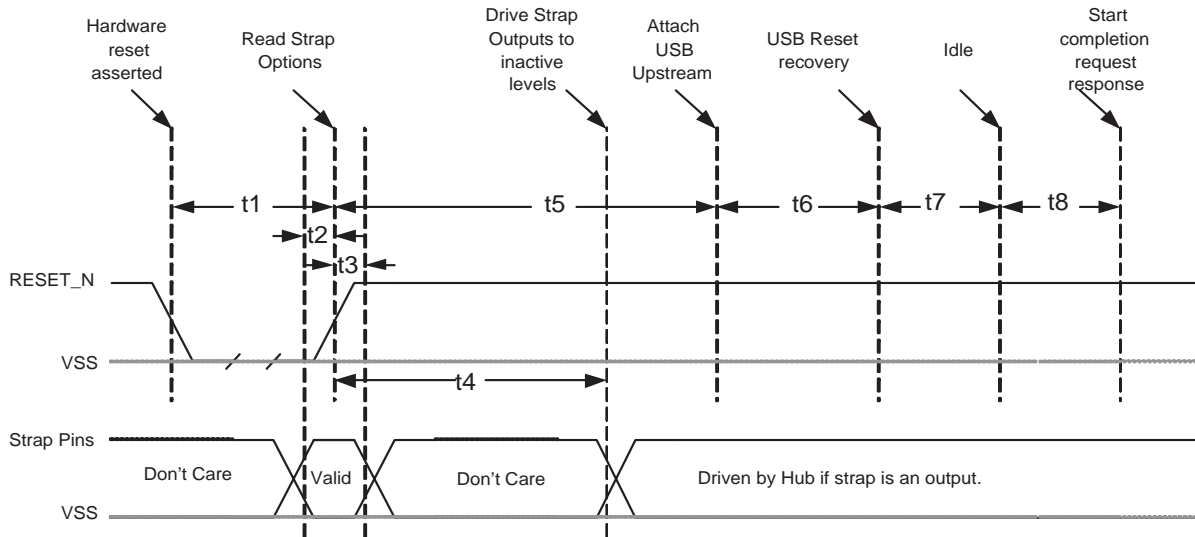 Hardware
reset
asserted
Read Strap
Options
Drive Strap
Outputs to
inactive
levels
Attach
USB
Upstream
USB Reset
recovery
Idle
Start
completion
request
response
t1
t5
t6
t7
t8
t2
t3
RESET_N
VSS
t4
Strap Pins
Don't Care
Valid
Don't Care
Driven by Hub if strap is an output.
VSS